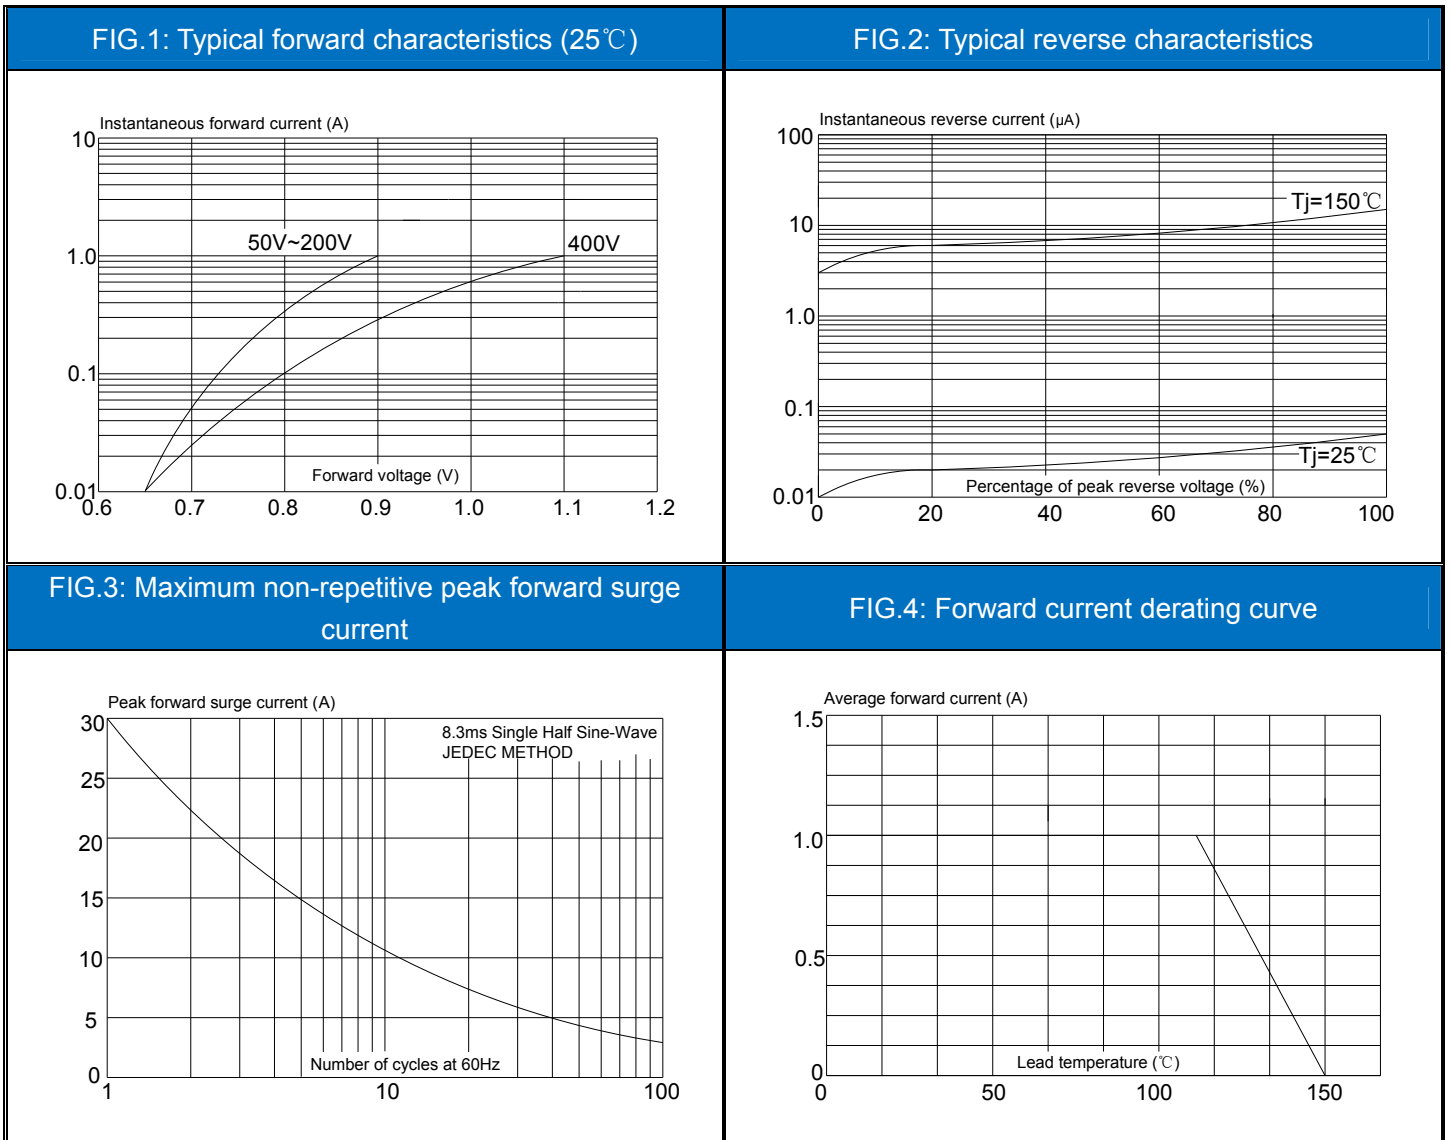 FIG.1: Typical forward characteristics (25℃)
FIG.2: Typical reverse characteristics
Instantaneous forward current (A)
10
1.0
0.1
0.01
50V~200V
400V
Forward voltage (V)
0.6 0.7 0.8 0.9 1.0 1.1 1.2
Instantaneous reverse current (μA)
100
10
1.0
0.1
0.01
Tj=150℃
Tj=25℃
Percentage of peak reverse voltage (%)
0 20 40 60 80 100
FIG.3: Maximum non-repetitive peak forward surge
current
FIG.4: Forward current derating curve
Peak forward surge current (A)
30
25
20
15
10
5
0
8.3ms Single Half Sine-Wave
JEDEC METHOD
Number of cycles at 60Hz
1 10 100
Average forward current (A)
1.5
1.0
0.5
0
Lead temperature (℃)
0 50 100 150